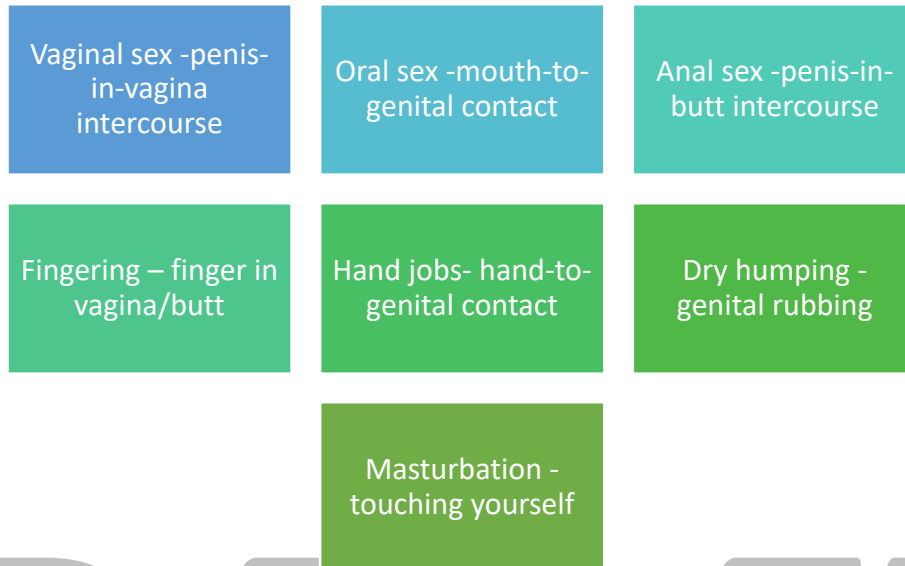 Vaginal sex -penis-
in-vagina
intercourse
Oral sex -mouth-to-
genital contact
Anal sex -penis-in-
butt intercourse
Fingering – finger in
vagina/butt
Hand jobs- hand-to-
genital contact
Dry humping -
genital rubbing
Masturbation -
touching yourself